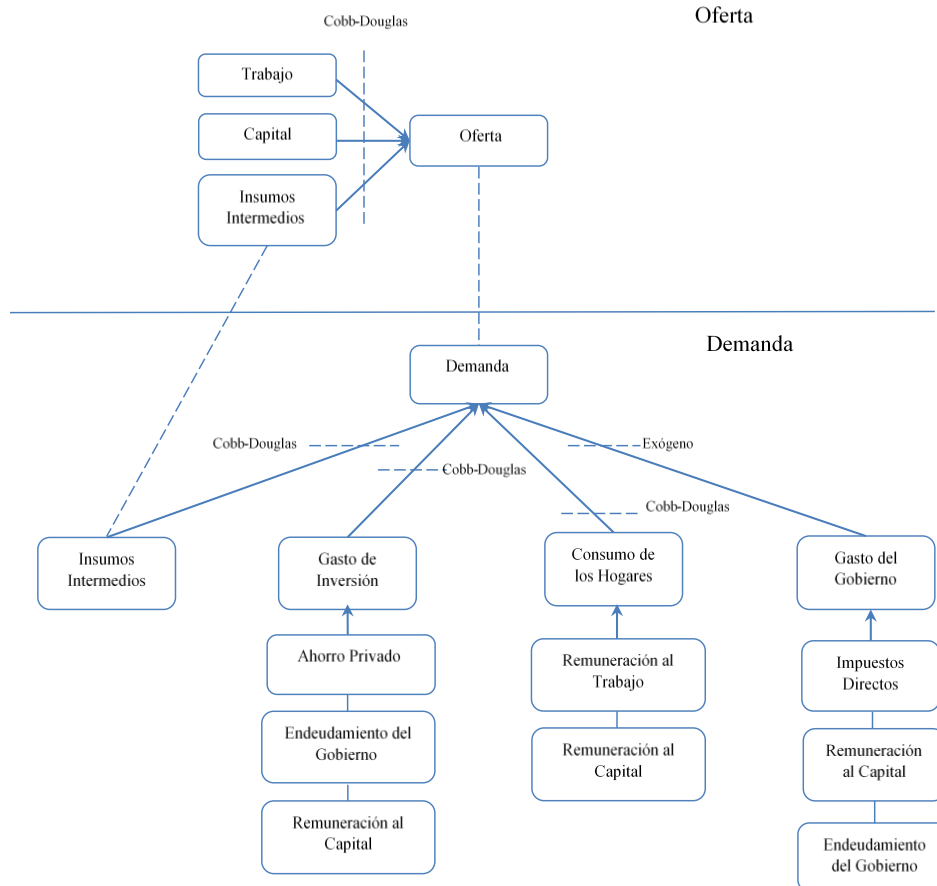 Oferta
Cobb-Douglas
Trabajo
Capital
Oferta
Insumos
Intermedios
Demanda
Demanda
Cobb-Douglas
Exógeno
Cobb-Douglas
Cobb-Douglas
Insumos
Intermedios
Gasto de
Inversión
Consumo de
los Hogares
Gasto del
Gobierno
Ahorro Privado
Remuneración al
Trabajo
Impuestos
Directos
Endeudamiento del
Gobierno
Remuneración al
Capital
Remuneración
al Capital
Remuneración al
Capital
Endeudamiento
del Gobierno